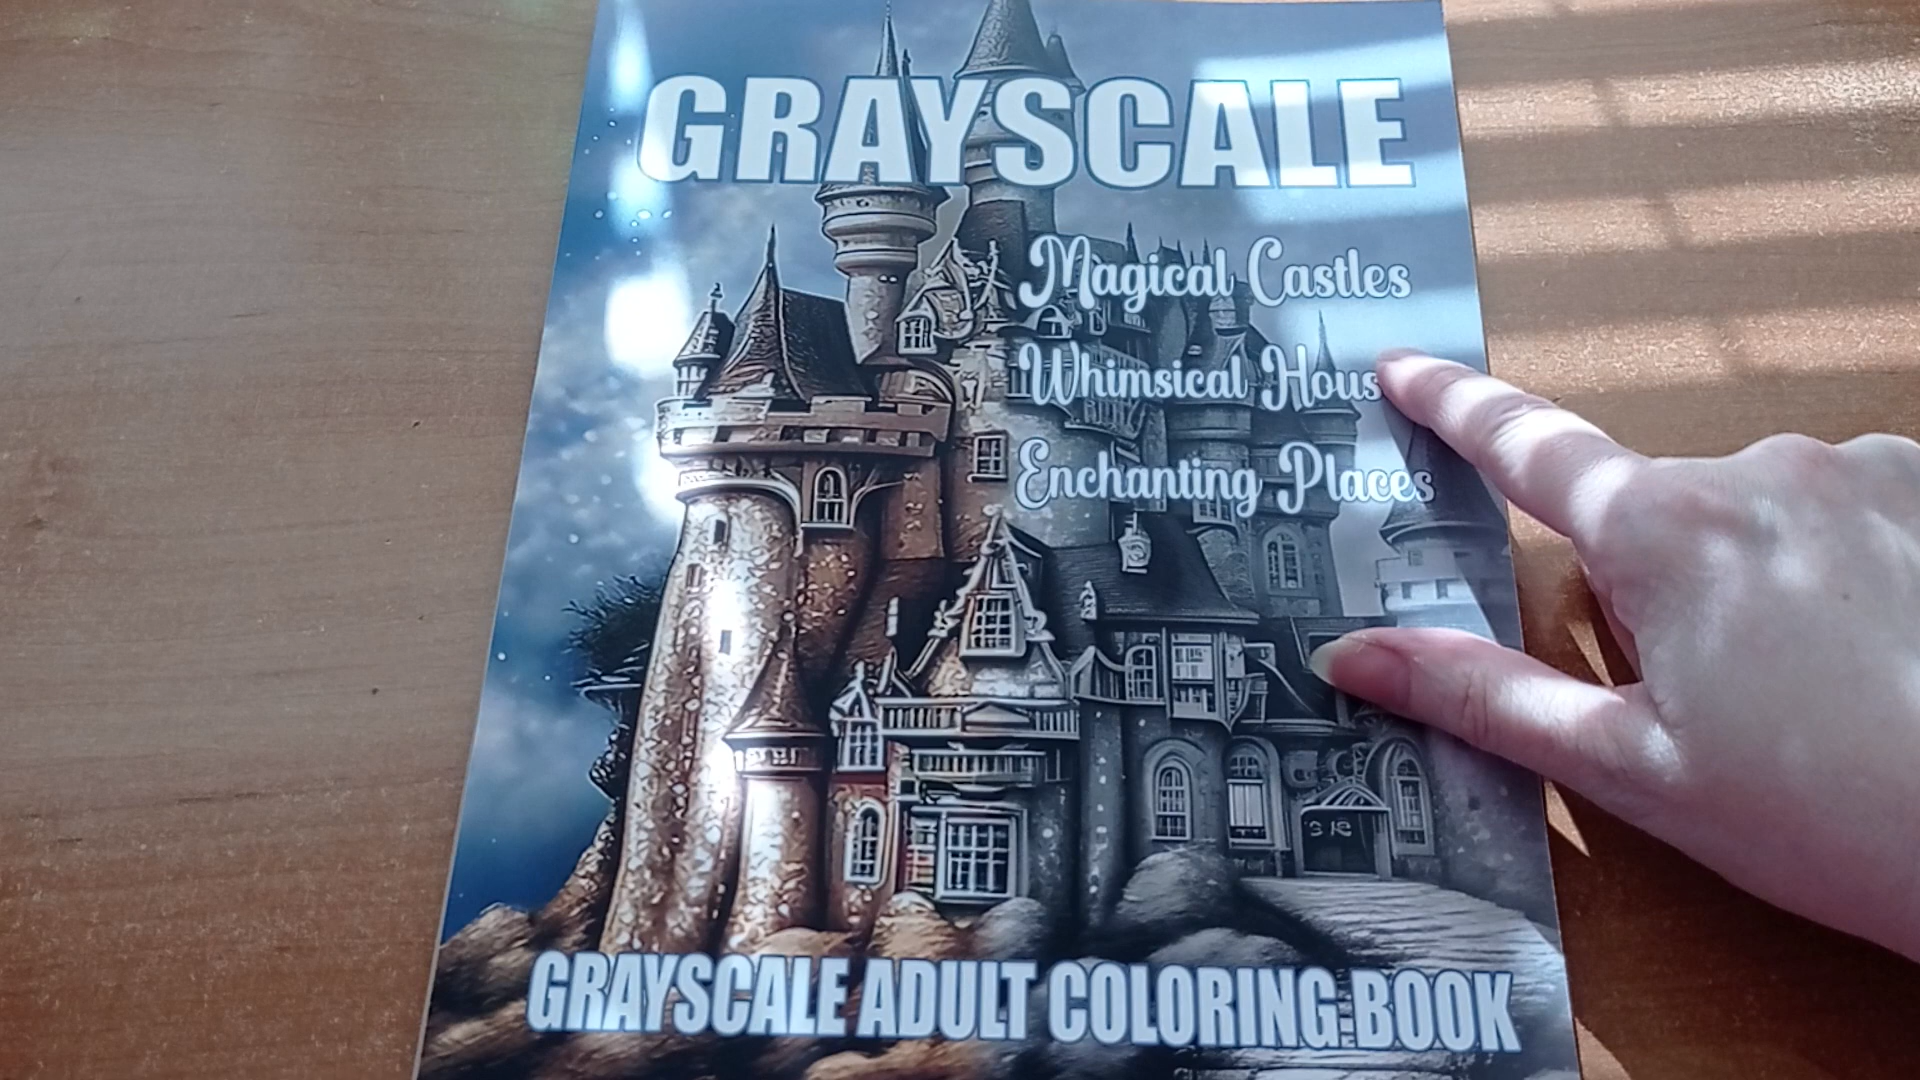 GRAYSCALE
Magical Castles
Whimsical Hous
Enchanting Places
GRAYSCALE ADULT COLORING BOOK